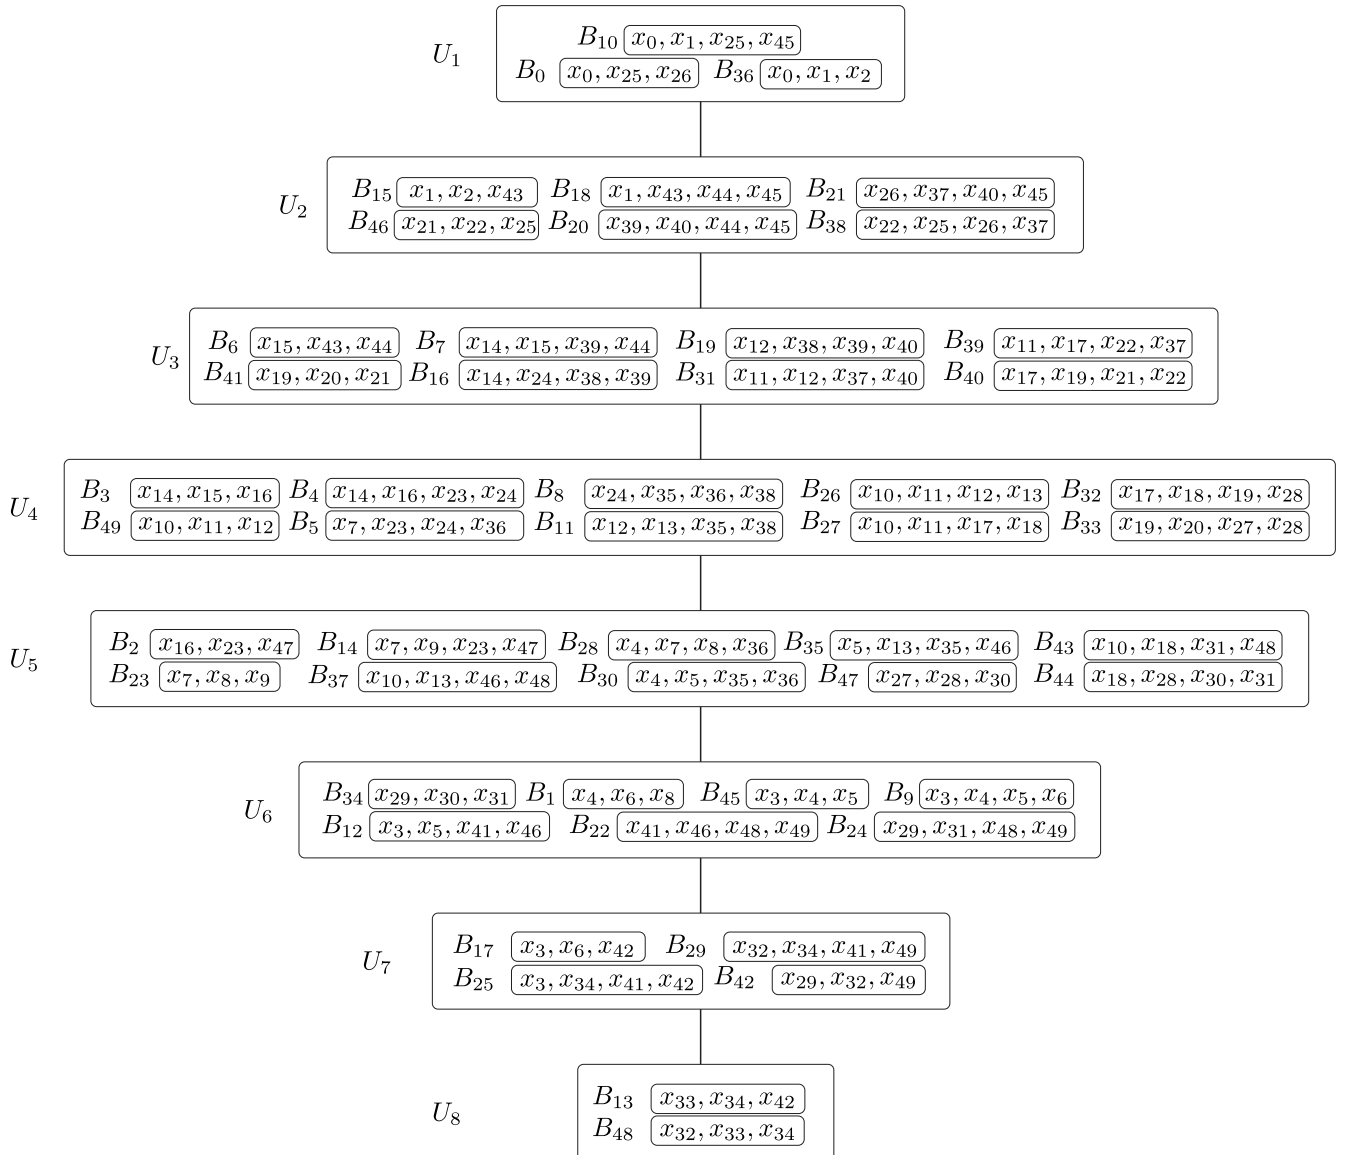 B₁₀ x₀, x₁, x₂₅, x₄₅
U₁
B₀ x₀, x₂₅, x₂₆ B₃₆ x₀, x₁, x₂
B₁₅ x₁, x₂, x₄₃ B₁₈ x₁, x₄₃, x₄₄, x₄₅ B₂₁ x₂₆, x₃₇, x₄₀, x₄₅
U₂
B₄₆ x₂₁, x₂₂, x₂₅ B₂₀ x₃₉, x₄₀, x₄₄, x₄₅ B₃₈ x₂₂, x₂₅, x₂₆, x₃₇
B₆ x₁₅, x₄₃, x₄₄ B₇ x₁₄, x₁₅, x₃₉, x₄₄ B₁₉ x₁₂, x₃₈, x₃₉, x₄₀ B₃₉ x₁₁, x₁₇, x₂₂, x₃₇
U₃
B₄₁ x₁₉, x₂₀, x₂₁ B₁₆ x₁₄, x₂₄, x₃₈, x₃₉ B₃₁ x₁₁, x₁₂, x₃₇, x₄₀ B₄₀ x₁₇, x₁₉, x₂₁, x₂₂
B₃ x₁₄, x₁₅, x₁₆ B₄ x₁₄, x₁₆, x₂₃, x₂₄ B₈ x₂₄, x₃₅, x₃₆, x₃₈ B₂₆ x₁₀, x₁₁, x₁₂, x₁₃ B₃₂ x₁₇, x₁₈, x₁₉, x₂₈
U₄
B₄₉ x₁₀, x₁₁, x₁₂ B₅ x₇, x₂₃, x₂₄, x₃₆ B₁₁ x₁₂, x₁₃, x₃₅, x₃₈ B₂₇ x₁₀, x₁₁, x₁₇, x₁₈ B₃₃ x₁₉, x₂₀, x₂₇, x₂₈
B₂ x₁₆, x₂₃, x₄₇ B₁₄ x₇, x₉, x₂₃, x₄₇ B₂₈ x₄, x₇, x₈, x₃₆ B₃₅ x₅, x₁₃, x₃₅, x₄₆ B₄₃ x₁₀, x₁₈, x₃₁, x₄₈
U₅
B₂₃ x₇, x₈, x₉ B₃₇ x₁₀, x₁₃, x₄₆, x₄₈ B₃₀ x₄, x₅, x₃₅, x₃₆ B₄₇ x₂₇, x₂₈, x₃₀ B₄₄ x₁₈, x₂₈, x₃₀, x₃₁
B₃₄ x₂₉, x₃₀, x₃₁ B₁ x₄, x₆, x₈ B₄₅ x₃, x₄, x₅ B₉ x₃, x₄, x₅, x₆
U₆
B₁₂ x₃, x₅, x₄₁, x₄₆ B₂₂ x₄₁, x₄₆, x₄₈, x₄₉ B₂₄ x₂₉, x₃₁, x₄₈, x₄₉
B₁₇ x₃, x₆, x₄₂ B₂₉ x₃₂, x₃₄, x₄₁, x₄₉
U₇
B₂₅ x₃, x₃₄, x₄₁, x₄₂ B₄₂ x₂₉, x₃₂, x₄₉
B₁₃ x₃₃, x₃₄, x₄₂
U₈
B₄₈ x₃₂, x₃₃, x₃₄